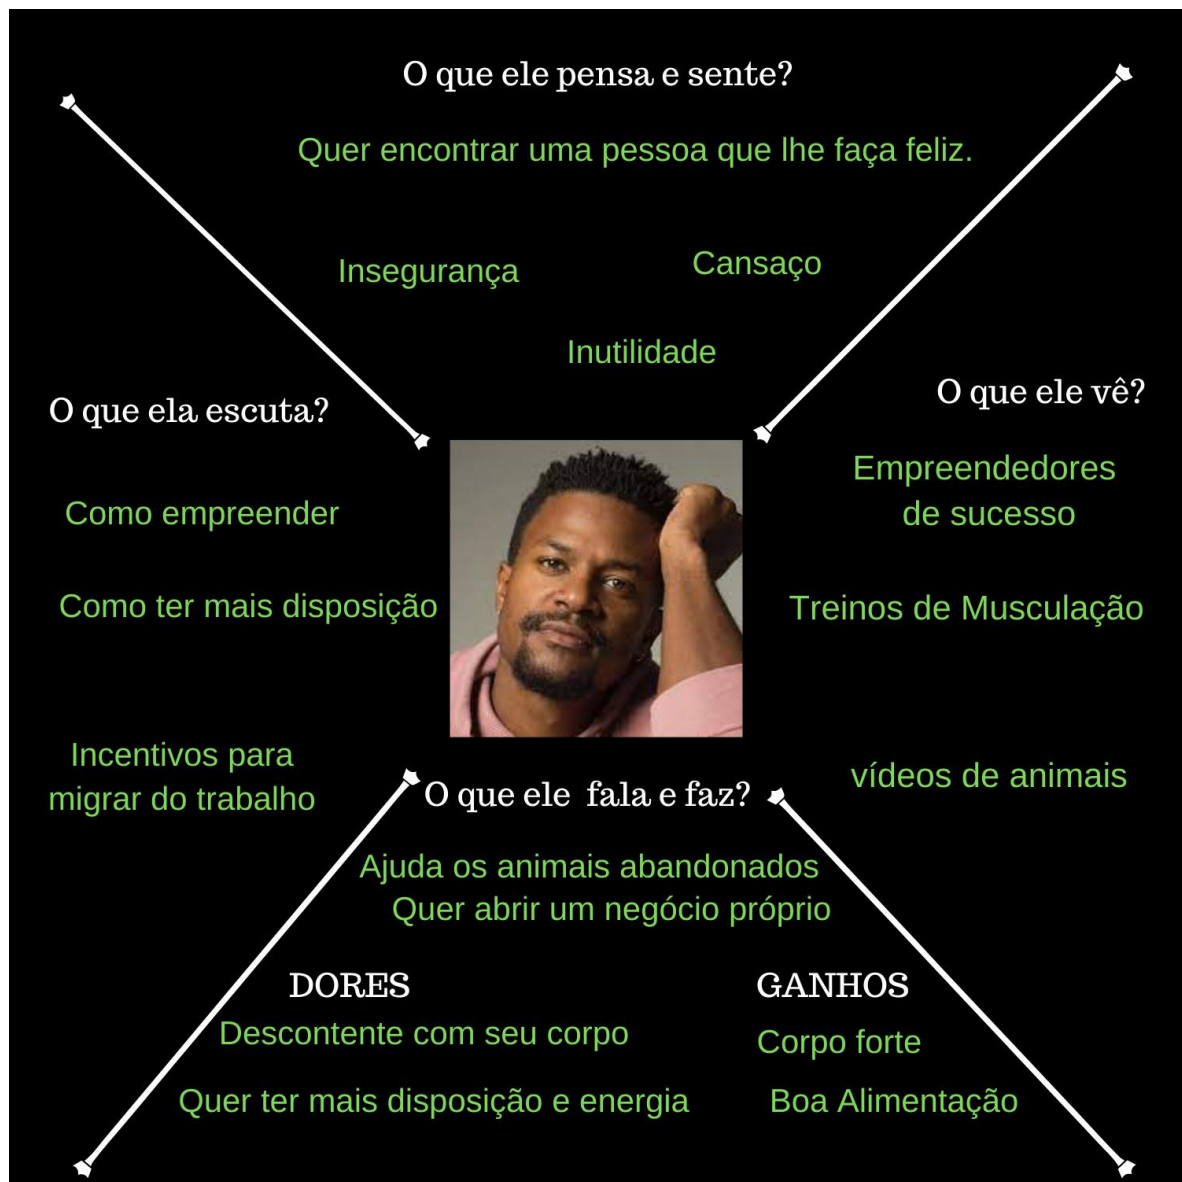 O que ele pensa e sente?
Quer encontrar uma pessoa que lhe faça feliz.
Insegurança
Cansaço
Inutilidade
O que ela escuta?
Como empreender
Como ter mais disposição
Incentivos para
migrar do trabalho
O que ele vê?
Empreendedores
de sucesso
Treinos de Musculação
vídeos de animais
O que ele fala e faz?
Ajuda os animais abandonados
Quer abrir um negócio próprio
DORES
Descontente com seu corpo
Quer ter mais disposição e energia
GANHOS
Corpo forte
Boa Alimentação